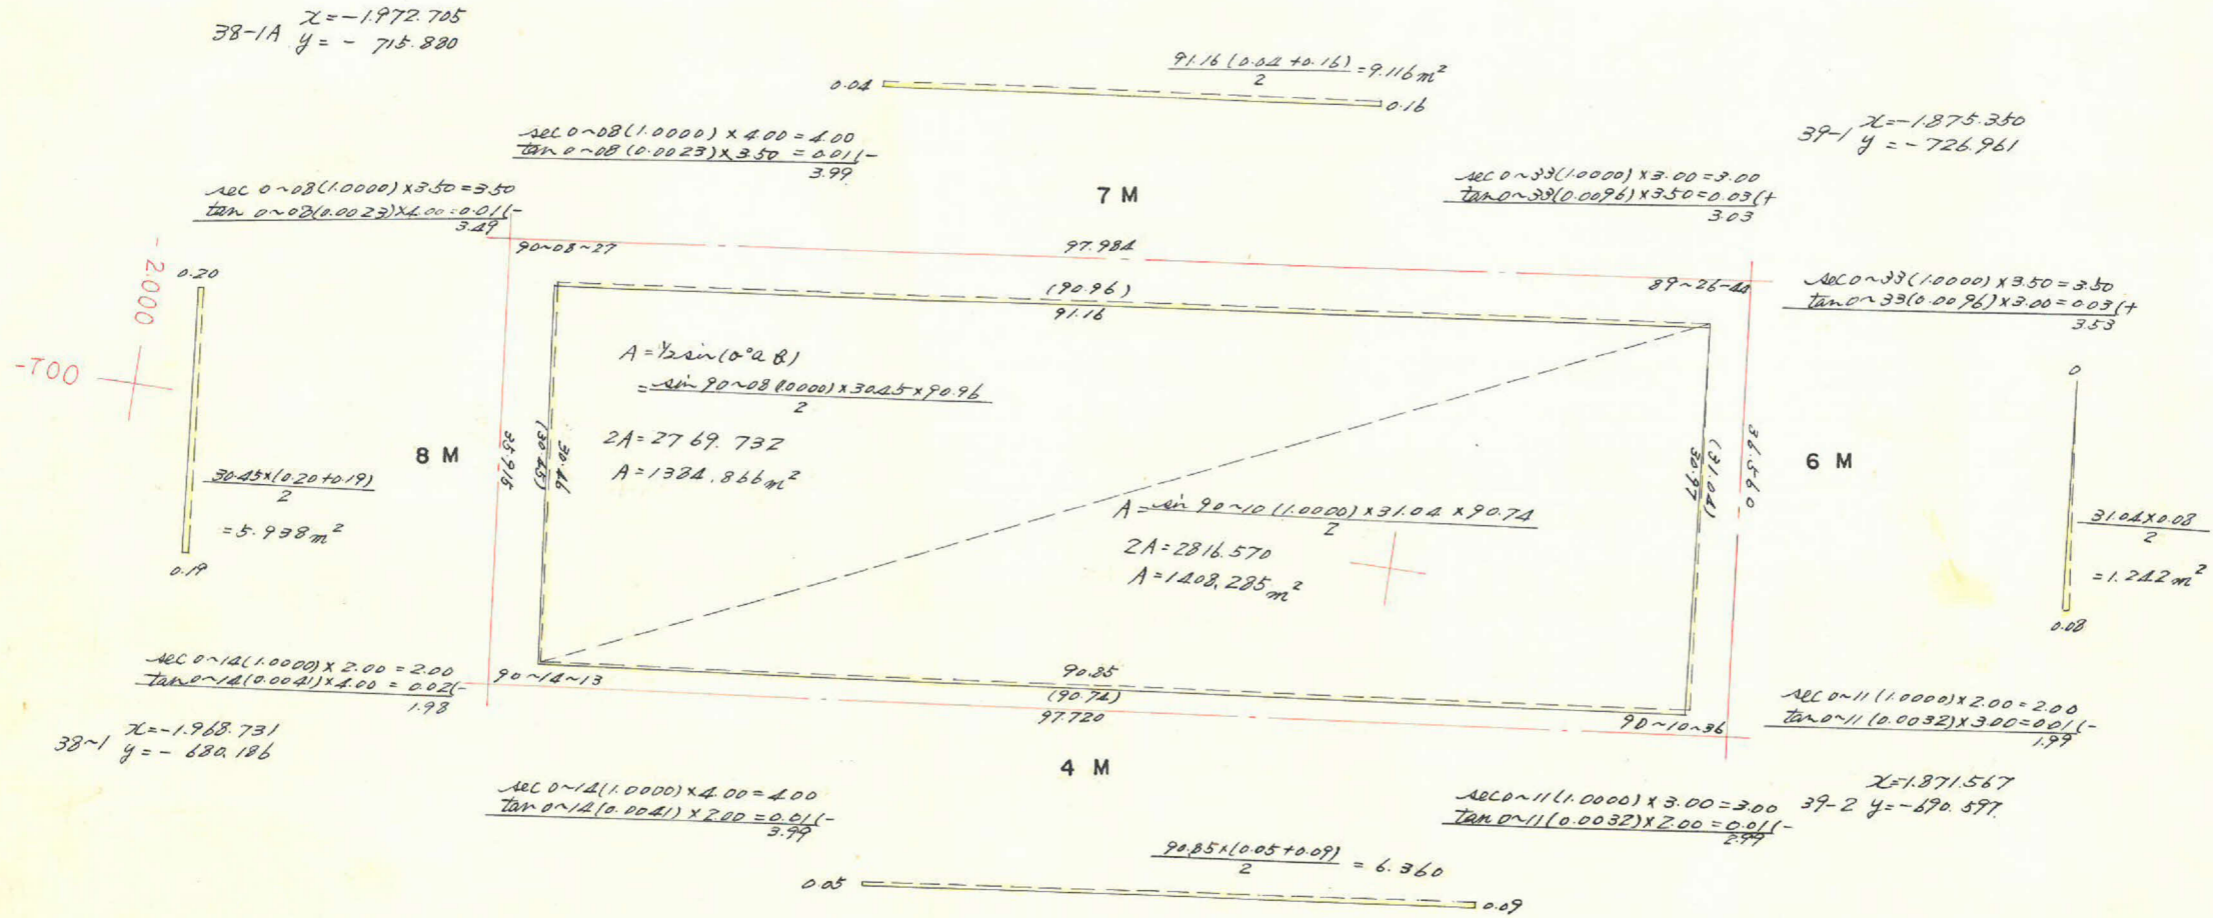 x=-1.972.705
38-1A y = - 715.880
91.16 (0.04 +0.16)
2
=9.116m²
0.04
0.16
x=-1.875.350
39-1 y = -726.961
sec 0~08(1.0000) x 4.00 = 4.00
tan 0~08 (0.0023) x 3.50 = 0.01(-
3.99
sec 0~08(1.0000) x 3.50 = 3.50
tan 0~08(0.0023) x 4.00 = 0.01(-
3.49
7 M
sec 0~33(1.0000) x 3.00 = 3.00
tan 0~33(0.0096) x 3.50 = 0.03(+
3.03
90~08~27
97.984
89~26~44
sec 0~33(1.0000) x 3.50 = 3.50
tan 0~33(0.0096) x 3.00 = 0.03(+
3.53
-2.000
-700
0.20
(90.96)
91.16
A = ½ sin (0°a B)
= sin 90~08 (1.0000) x 30.45 x 90.96
2
2A = 2769.732
A = 1384.866m²
8 M
35.915
(30.45)
30.46
30.45 x (0.20 + 0.19)
2
= 5.938m²
0.19
A = sin 90~10 (1.0000) x 31.04 x 90.74
2
2A = 2816.570
A = 1408.285m²
30.97
(31.04)
36.560
6 M
0
31.04 x 0.08
2
= 1.242m²
0.08
sec 0~14(1.0000) x 2.00 = 2.00
tan 0~14(0.0041) x 4.00 = 0.02(-
1.98
90~14~13
90.85
(90.74)
97.720
90~10~36
sec 0~11 (1.0000) x 2.00 = 2.00
tan 0~11 (0.0032) x 3.00 = 0.01(-
1.99
x=-1.968.731
38~1 y = - 680.186
4 M
sec 0~14(1.0000) x 4.00 = 4.00
tan 0~14(0.0041) x 2.00 = 0.01(-
3.99
sec 0~11(1.0000) x 3.00 = 3.00
tan 0~11(0.0032) x 2.00 = 0.01(-
2.99
x=1.871.567
39-2 y = -690.597.
90.85 x (0.05 + 0.09)
2
= 6.360
0.05
0.09